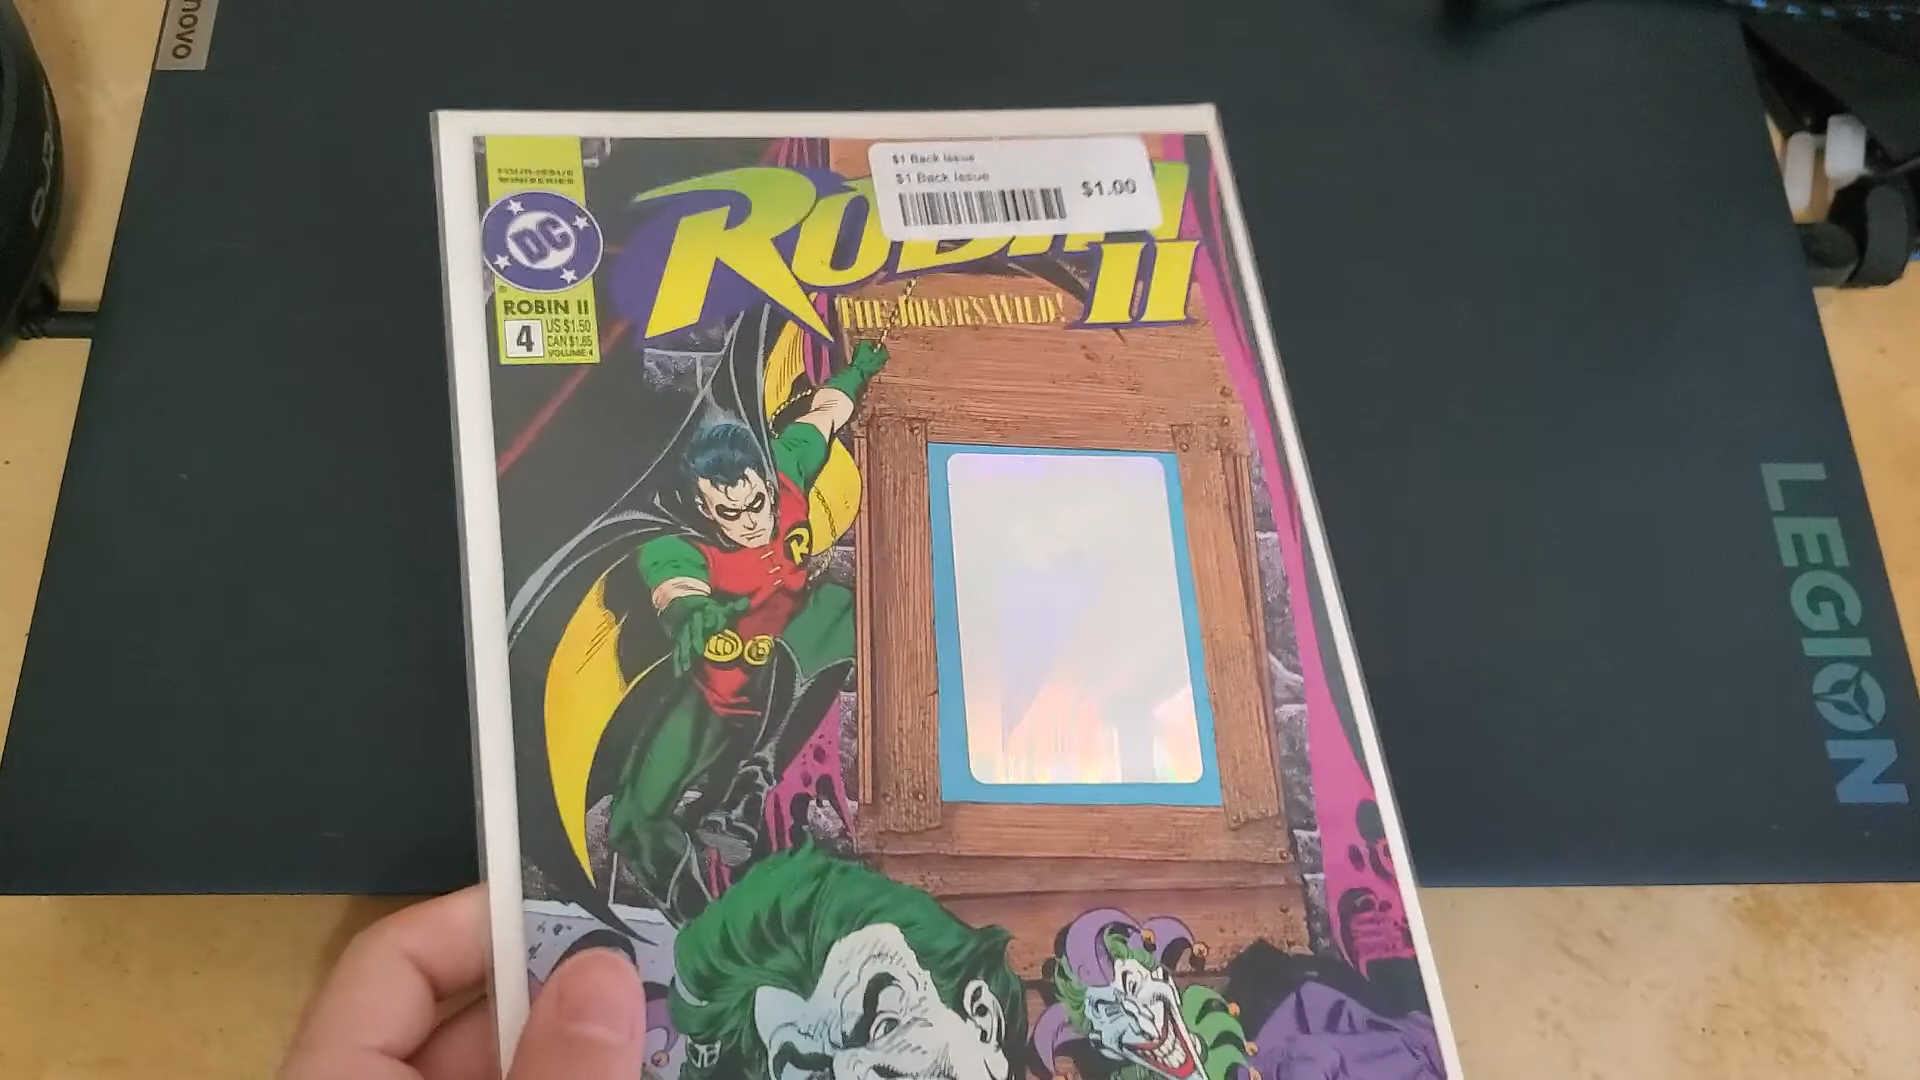 novo
FOUR-ISSUE
MINISERIES
DC
ROBIN II
4
US $1.50
CAN $1.85
VOLUME 4
$1 Back Issue
$1 Back Issue
$1.00
ROBIN
II
THE JOKER'S WILD!
R
LEGION